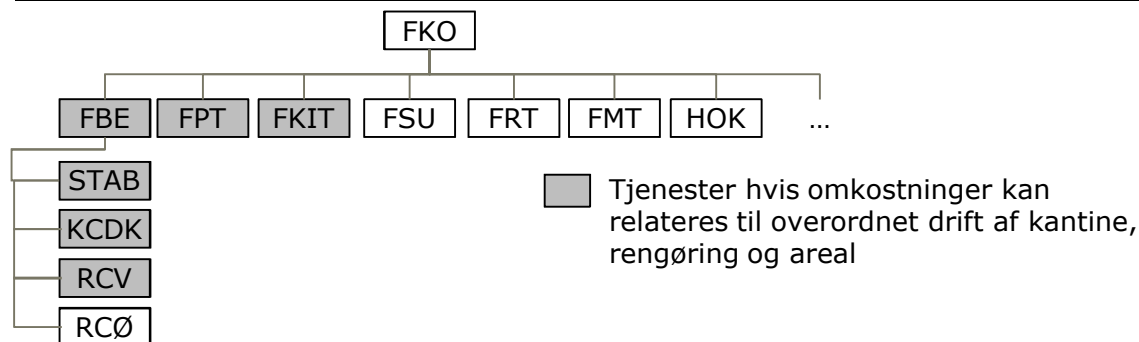 FKO
FBE FPT FKIT FSU FRT FMT HOK ...
STAB
KCDK
RCV
RCØ
Tjenester hvis omkostninger kan
relateres til overordnet drift af kantine,
rengøring og areal